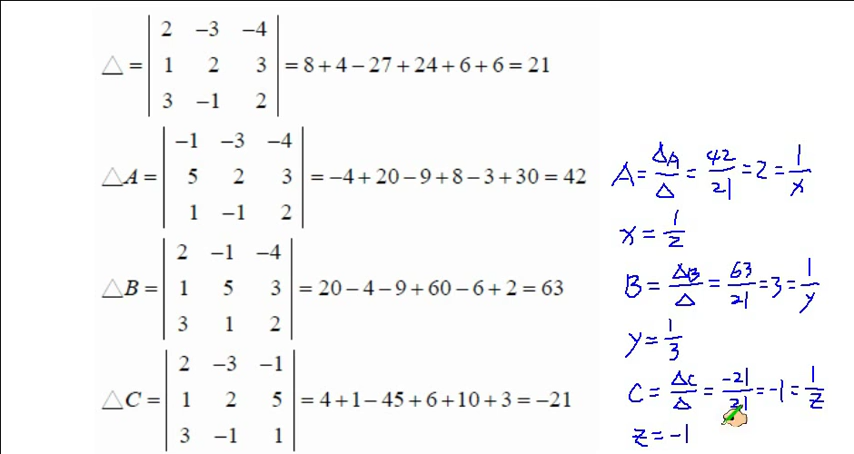 △ = | 2 −3 −4 |
| 1 2 3 | = 8 + 4 − 27 + 24 + 6 + 6 = 21
| 3 −1 2 |
△A = | −1 −3 −4 |
| 5 2 3 | = −4 + 20 − 9 + 8 − 3 + 30 = 42
| 1 −1 2 |
△B = | 2 −1 −4 |
| 1 5 3 | = 20 − 4 − 9 + 60 − 6 + 2 = 63
| 3 1 2 |
△C = | 2 −3 −1 |
| 1 2 5 | = 4 + 1 − 45 + 6 + 10 + 3 = −21
| 3 −1 1 |
A = △A/△ = 42/21 = 2 = 1/x
x = 1/2
B = △B/△ = 63/21 = 3 = 1/y
y = 1/3
C = △C/△ = −21/21 = −1 = 1/z
z = −1